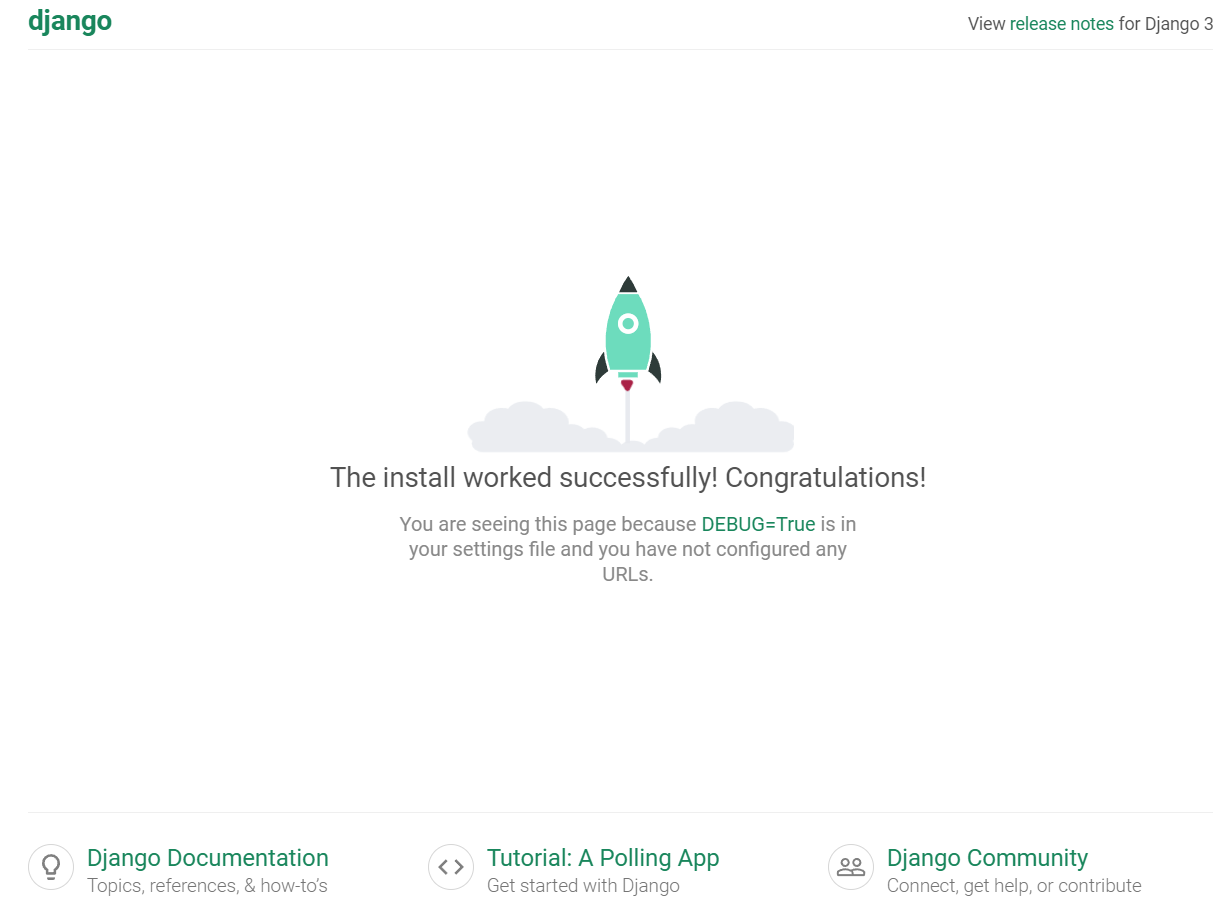 django
View release notes for Django 3
The install worked successfully! Congratulations!
You are seeing this page because DEBUG=True is in
your settings file and you have not configured any
URLs.
Django Documentation
Topics, references, & how-to’s
Tutorial: A Polling App
Get started with Django
Django Community
Connect, get help, or contribute